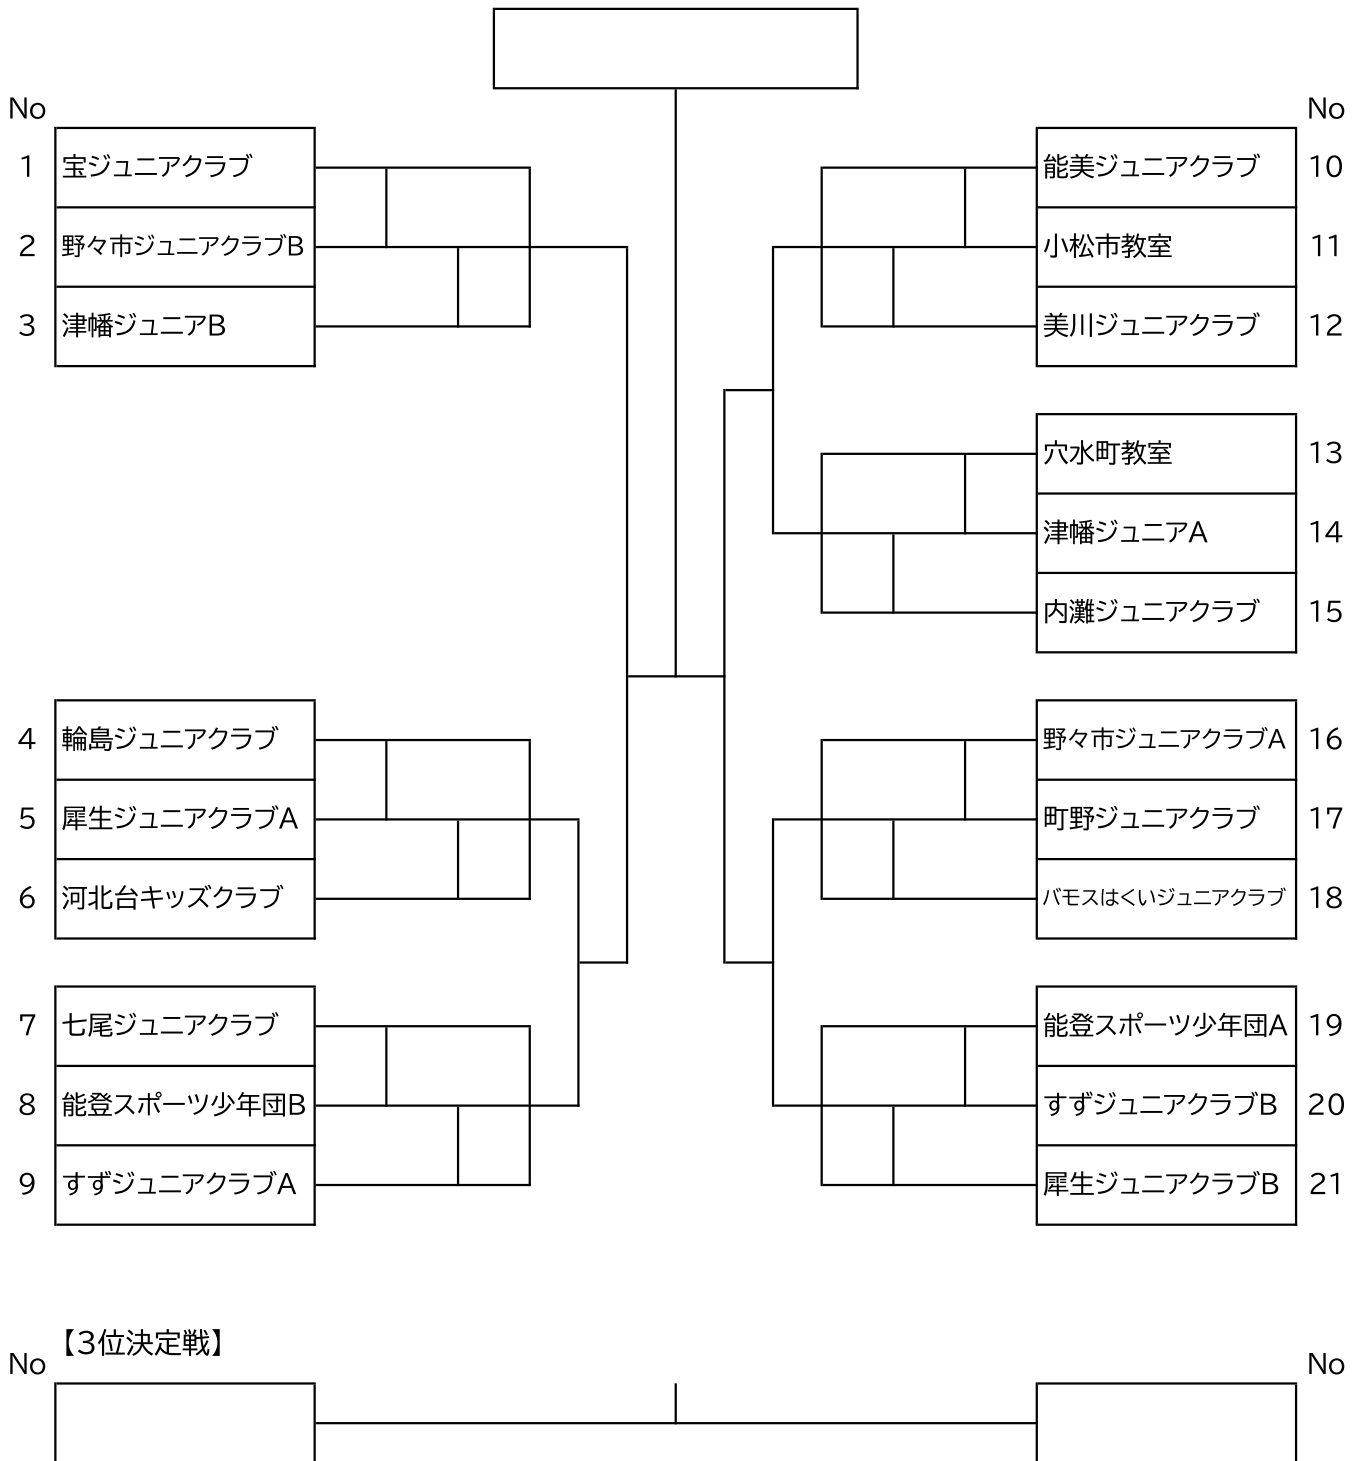 No
1 宝ジュニアクラブ
2 野々市ジュニアクラブB
3 津幡ジュニアB
4 輪島ジュニアクラブ
5 犀生ジュニアクラブA
6 河北台キッズクラブ
7 七尾ジュニアクラブ
8 能登スポーツ少年団B
9 すずジュニアクラブA
No
能美ジュニアクラブ 10
小松市教室 11
美川ジュニアクラブ 12
穴水町教室 13
津幡ジュニアA 14
内灘ジュニアクラブ 15
野々市ジュニアクラブA 16
町野ジュニアクラブ 17
バモスはくいジュニアクラブ 18
能登スポーツ少年団A 19
すずジュニアクラブB 20
犀生ジュニアクラブB 21
【3位決定戦】
No
No